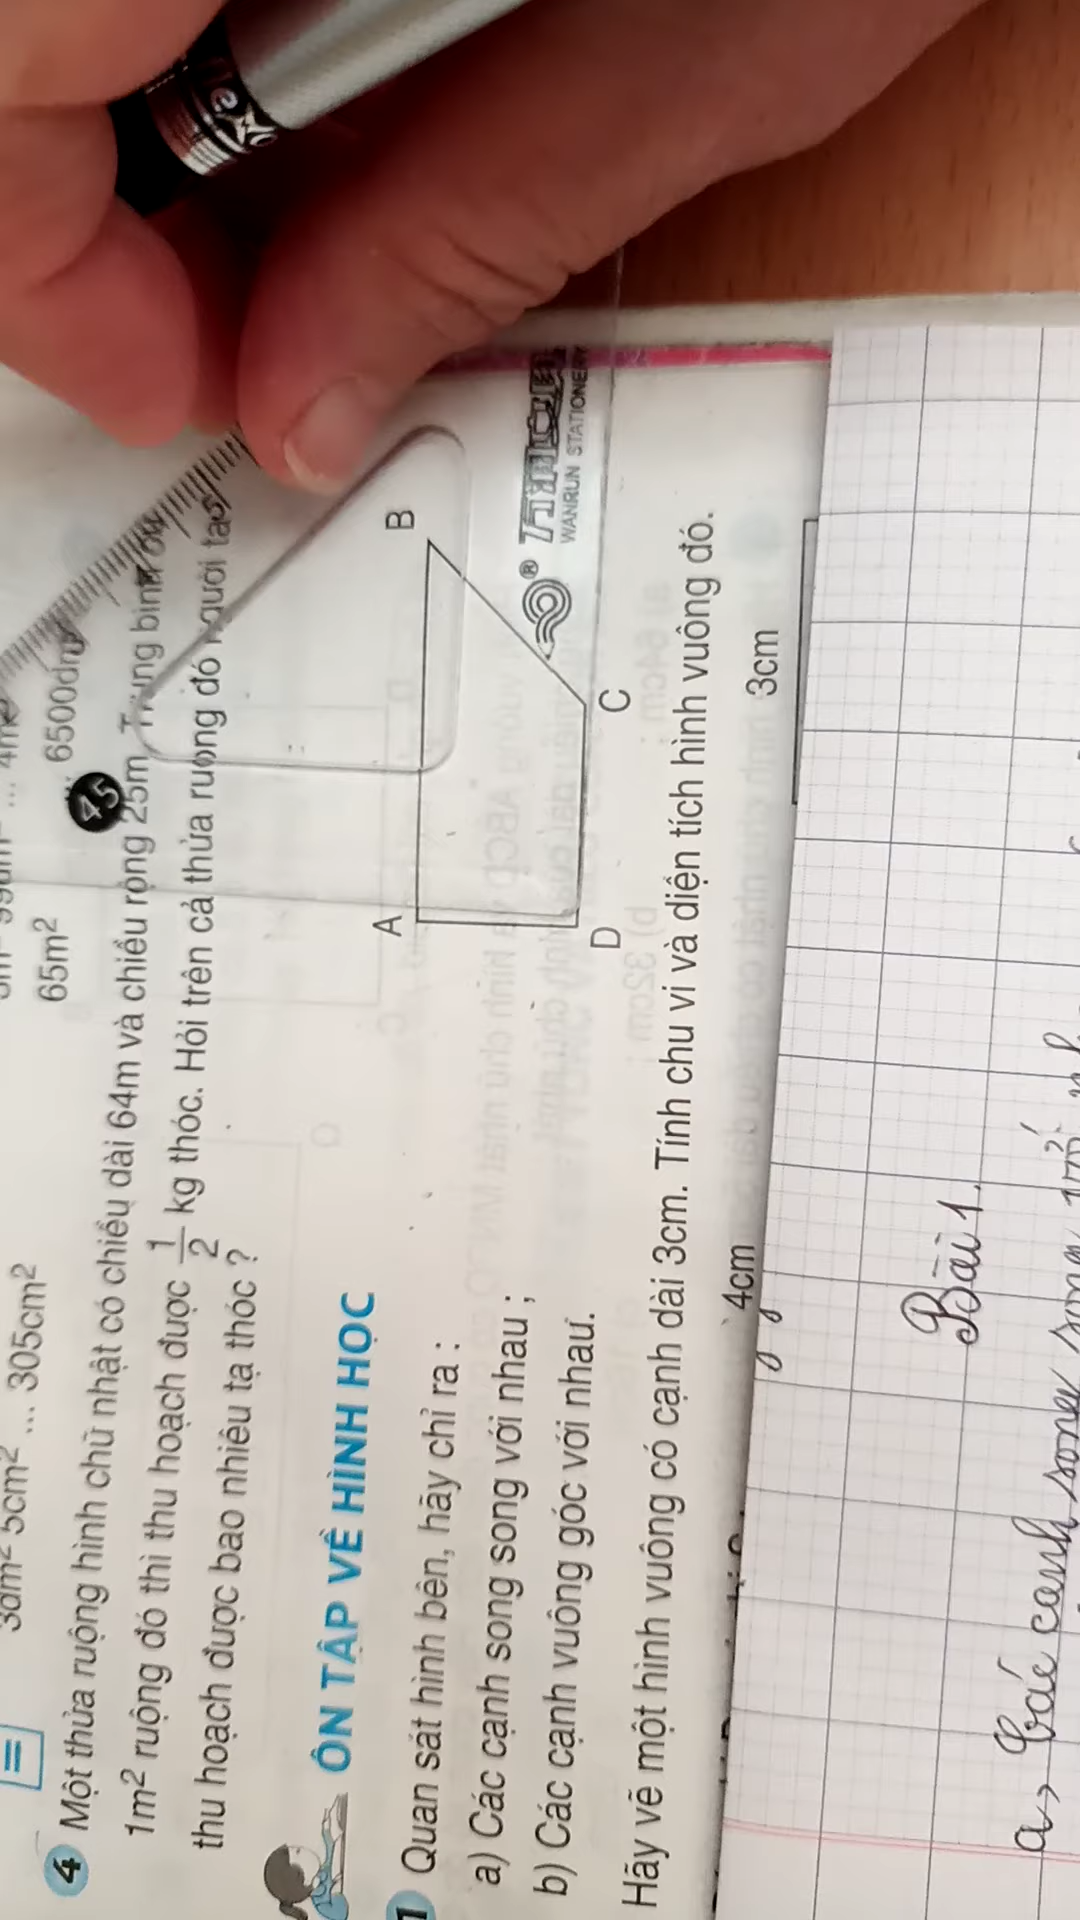 3dm² 5cm² ... 305cm²
65m² ... 6500dm²
=
4 Một thửa ruộng hình chữ nhật có chiều dài 64m và chiều rộng 25m. Trung bình cứ
1m² ruộng đó thì thu hoạch được 1/2 kg thóc. Hỏi trên cả thửa ruộng đó người ta
thu hoạch được bao nhiêu tạ thóc ?
45
ÔN TẬP VỀ HÌNH HỌC
1 Quan sát hình bên, hãy chỉ ra :
a) Các cạnh song song với nhau ;
b) Các cạnh vuông góc với nhau.
A
B
C
D
WANRUN STATIONERY
Hãy vẽ một hình vuông có cạnh dài 3cm. Tính chu vi và diện tích hình vuông đó.
4cm
3cm
Bài 1.
a, Các cạnh song song với